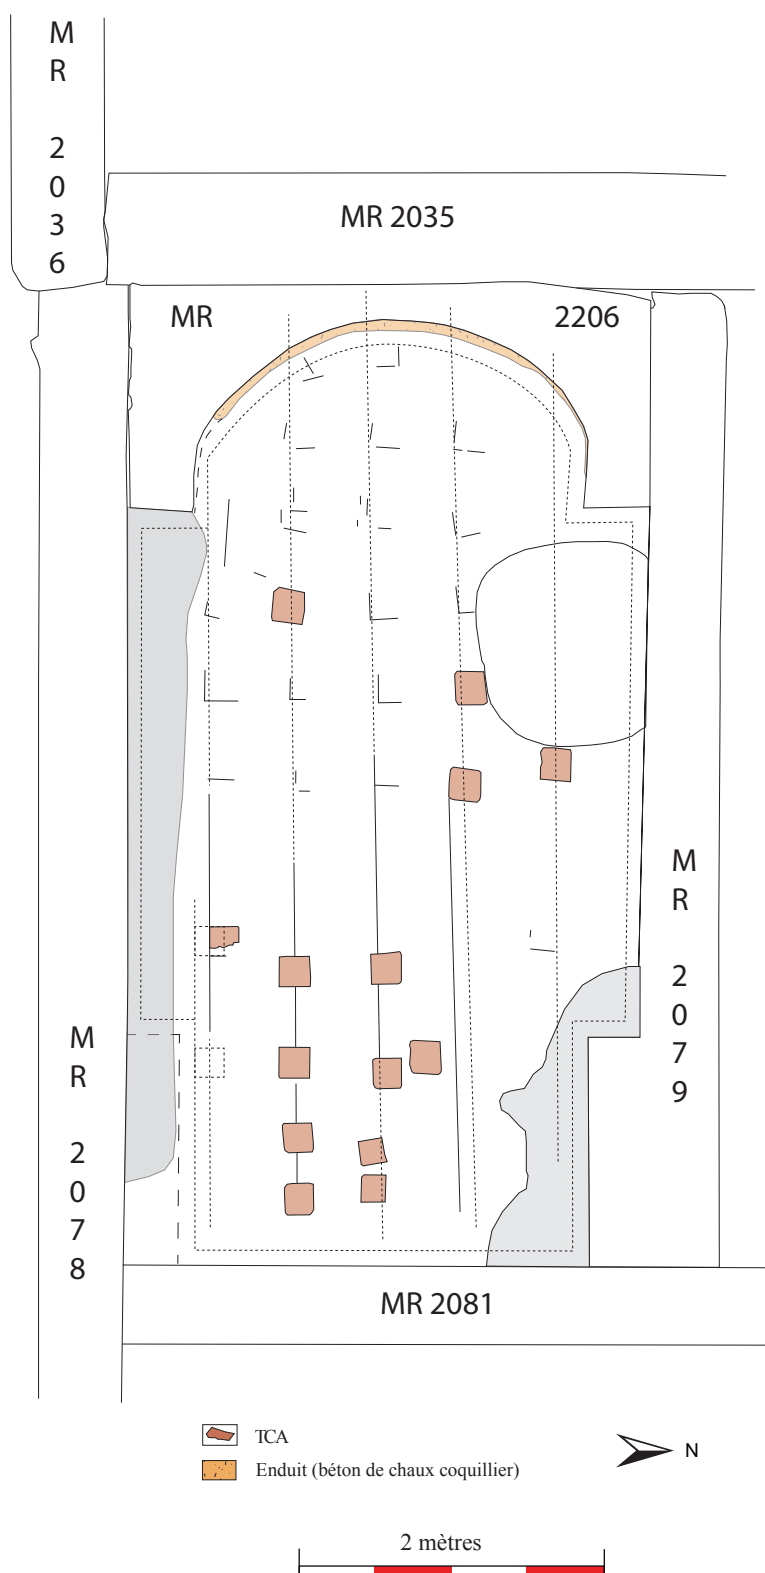 MR 2036
MR 2035
MR 2206
MR 2079
MR 2078
MR 2081
TCA
N
Enduit (béton de chaux coquillier)
2 mètres